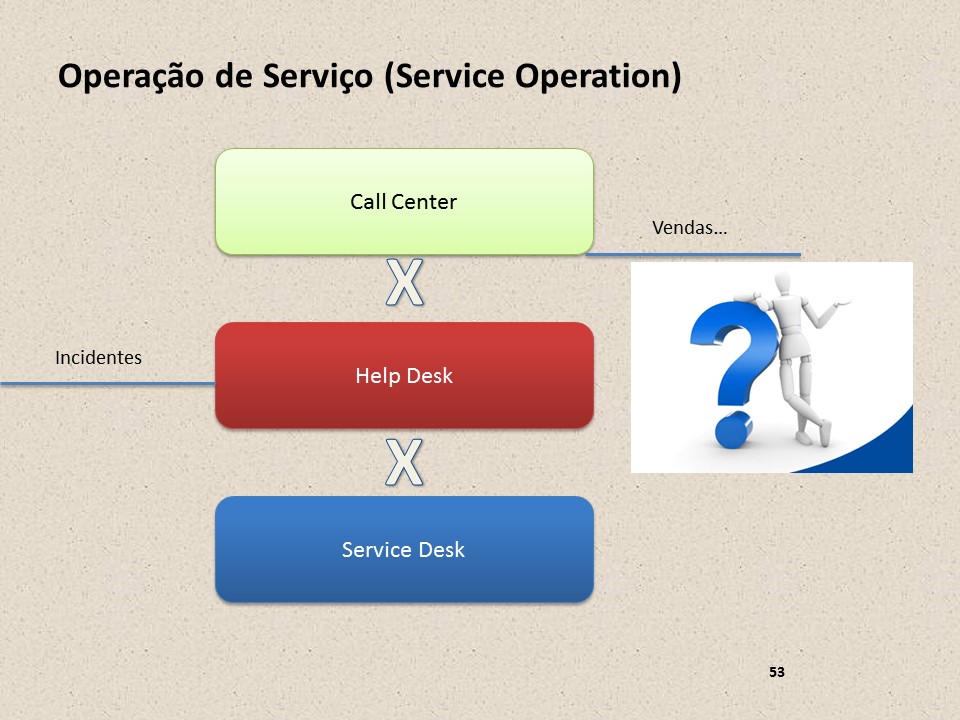 Operação de Serviço (Service Operation)
Call Center
Vendas...
X
Incidentes
Help Desk
X
Service Desk
53